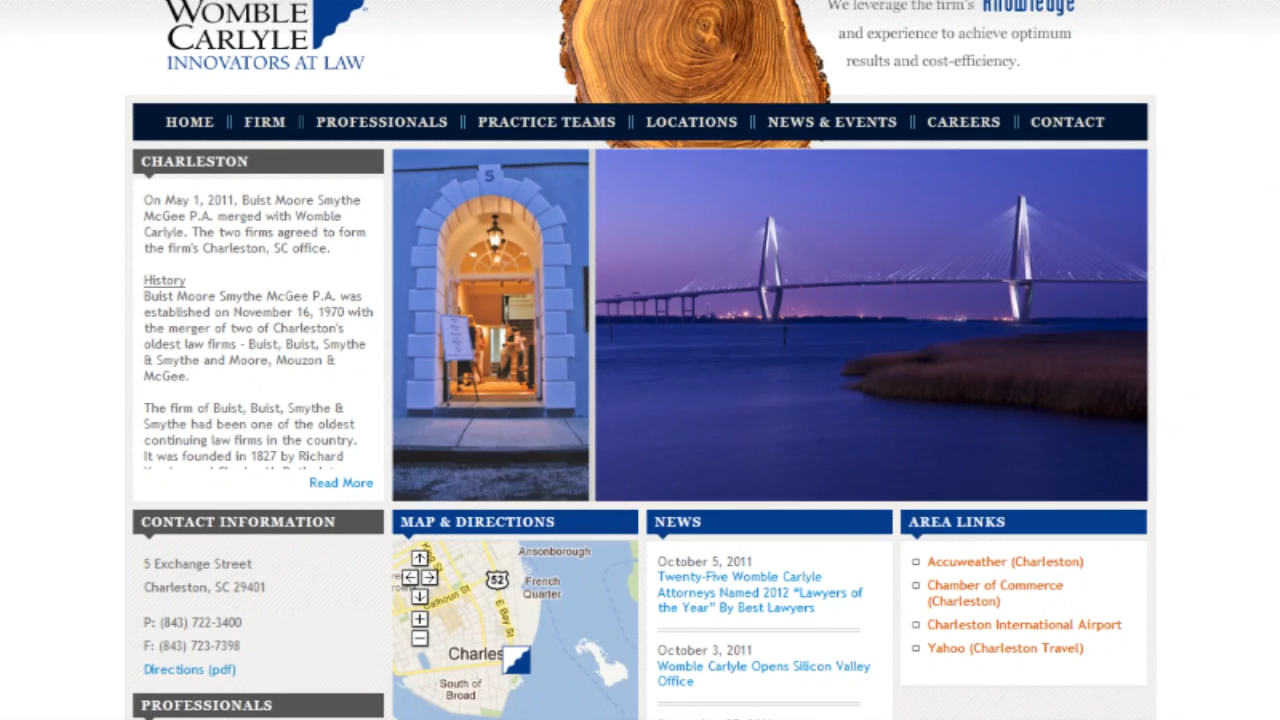 WOMBLE
CARLYLE
INNOVATORS AT LAW
We leverage the firm's knowledge
and experience to achieve optimum
results and cost-efficiency.
HOME || FIRM || PROFESSIONALS || PRACTICE TEAMS || LOCATIONS || NEWS & EVENTS || CAREERS || CONTACT
CHARLESTON
On May 1, 2011, Buist Moore Smythe
McGee P.A. merged with Womble
Carlyle. The two firms agreed to form
the firm's Charleston, SC office.
History
Buist Moore Smythe McGee P.A. was
established on November 16, 1970 with
the merger of two of Charleston's
oldest law firms - Buist, Buist, Smythe
& Smythe and Moore, Mouzon &
McGee.
The firm of Buist, Buist, Smythe &
Smythe had been one of the oldest
continuing law firms in the country.
It was founded in 1827 by Richard
Read More
5
CONTACT INFORMATION
5 Exchange Street
Charleston, SC 29401
P: (843) 722-3400
F: (843) 723-7398
Directions (pdf)
PROFESSIONALS
MAP & DIRECTIONS
Ansonborough
52
French
Quarter
Calhoun St
E Bay St
Charles
South of
Broad
NEWS
October 5, 2011
Twenty-Five Womble Carlyle
Attorneys Named 2012 “Lawyers of
the Year” By Best Lawyers
October 3, 2011
Womble Carlyle Opens Silicon Valley
Office
AREA LINKS
Accuweather (Charleston)
Chamber of Commerce
(Charleston)
Charleston International Airport
Yahoo (Charleston Travel)